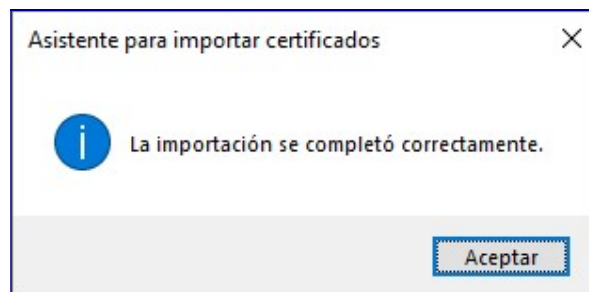 Asistente para importar certificados
La importación se completó correctamente.
Aceptar